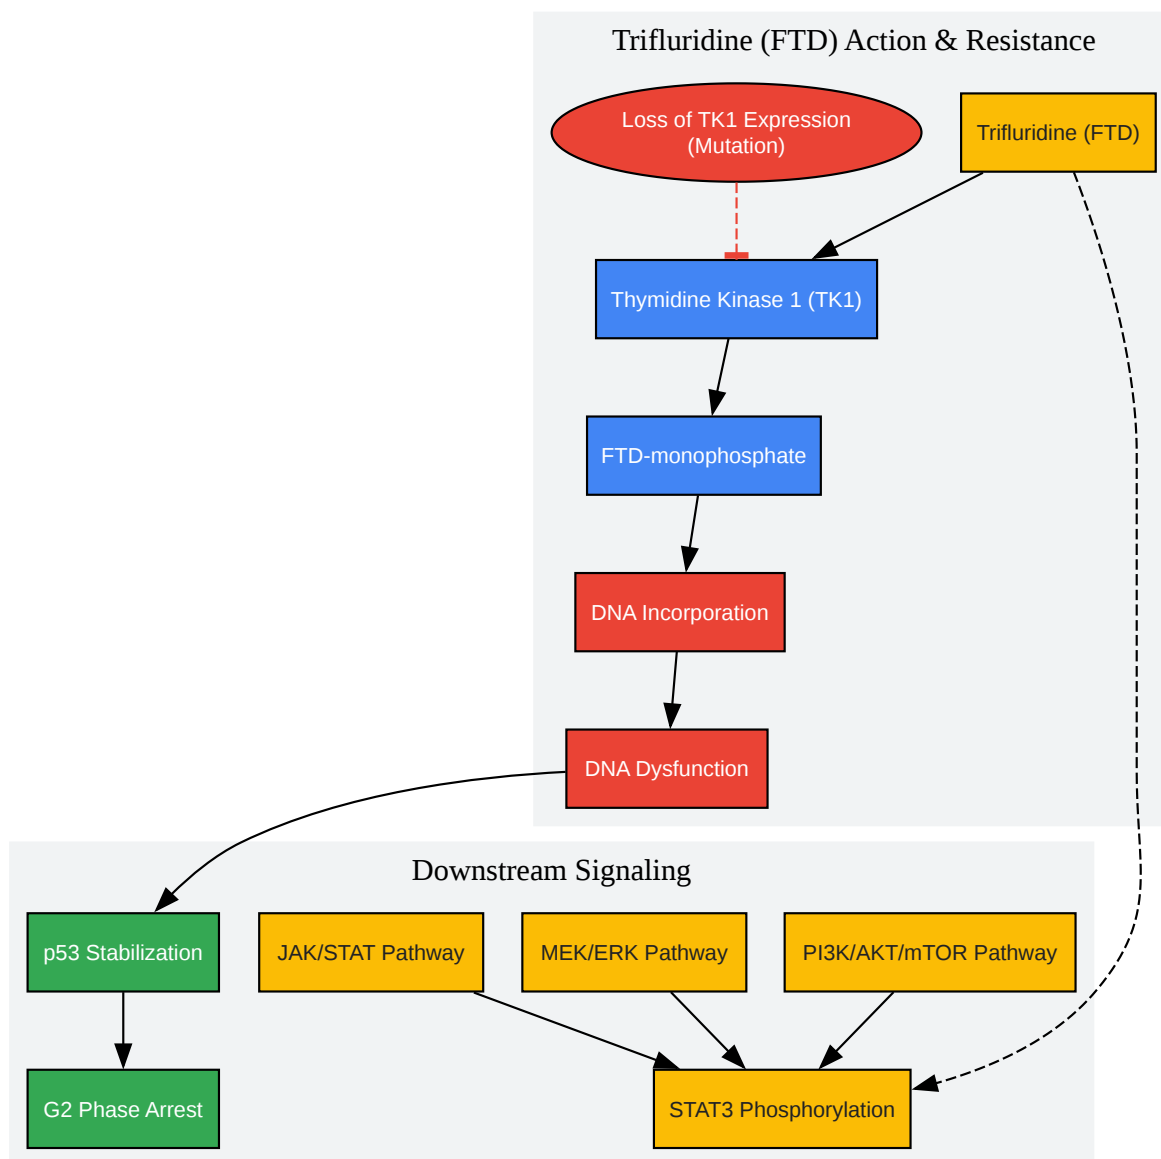 Trifluridine (FTD) Action & Resistance
Loss of TK1 Expression
(Mutation)
Trifluridine (FTD)
Thymidine Kinase 1 (TK1)
FTD-monophosphate
DNA Incorporation
DNA Dysfunction
Downstream Signaling
p53 Stabilization
JAK/STAT Pathway
MEK/ERK Pathway
PI3K/AKT/mTOR Pathway
G2 Phase Arrest
STAT3 Phosphorylation